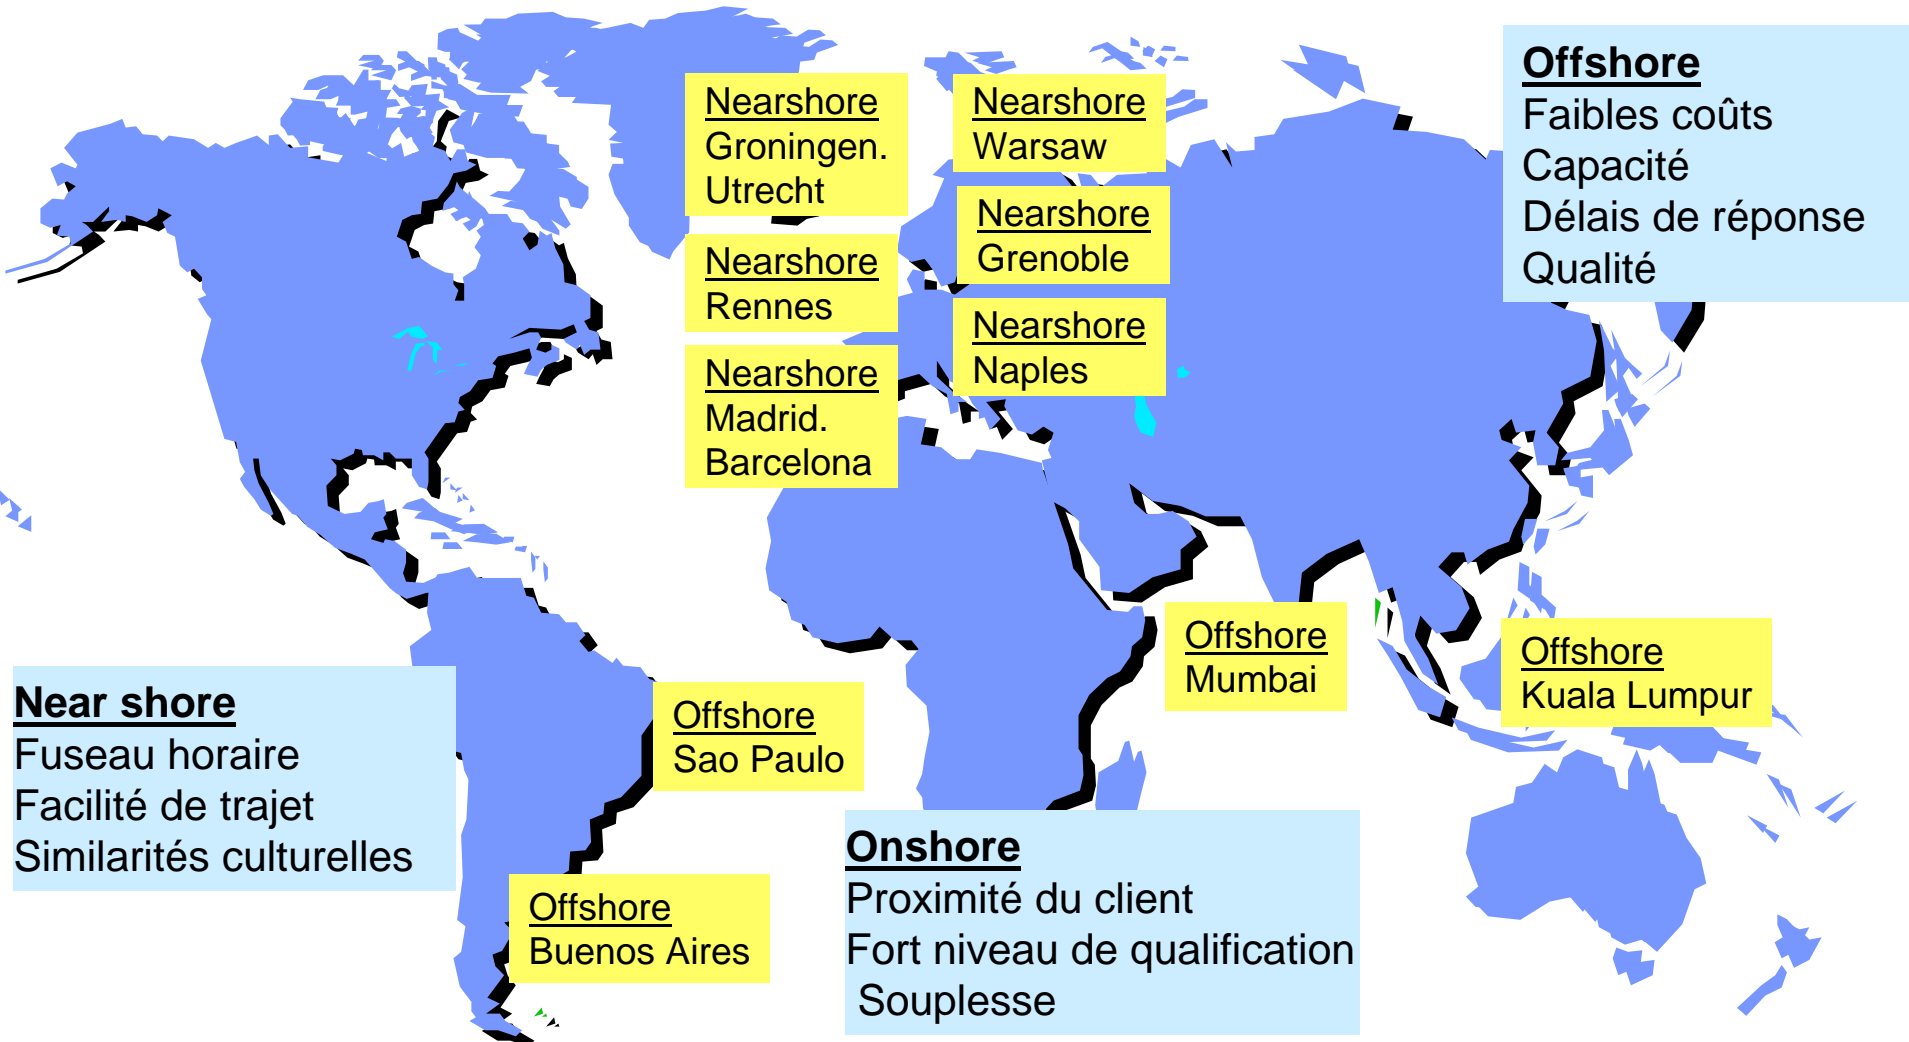 Nearshore
Groningen.
Utrecht
Nearshore
Warsaw
Offshore
Faibles coûts
Capacité
Délais de réponse
Qualité
Nearshore
Rennes
Nearshore
Grenoble
Nearshore
Madrid.
Barcelona
Nearshore
Naples
Offshore
Mumbai
Offshore
Kuala Lumpur
Near shore
Fuseau horaire
Facilité de trajet
Similarités culturelles
Offshore
Sao Paulo
Offshore
Buenos Aires
Onshore
Proximité du client
Fort niveau de qualification
Souplesse